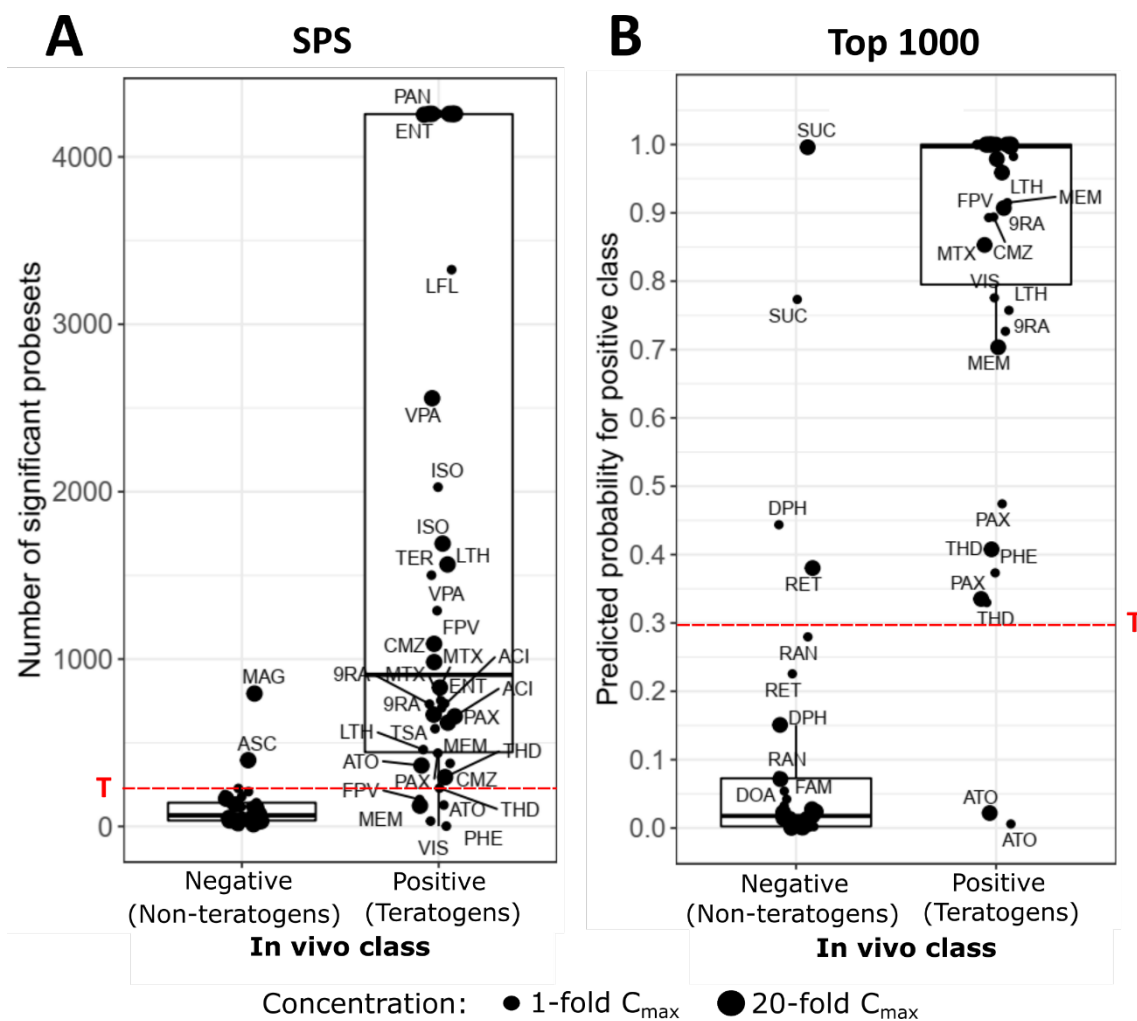 A
SPS
Number of significant probesets
4000
3000
2000
1000
0
T
PAN
ENT
LFL
VPA
ISO
ISO
TER
LTH
VPA
FPV
CMZ
MTX
ACI
9RA
MTX
ENT
ACI
9RA
PAX
LTH
TSA
MEM
THD
ATO
PAX
CMZ
FPV
ATO
THD
MEM
VIS
PHE
MAG
ASC
Negative
(Non-teratogens)
Positive
(Teratogens)
In vivo class
B
Top 1000
Predicted probability for positive class
1.0
0.9
0.8
0.7
0.6
0.5
0.4
0.3
0.2
0.1
0.0
T
SUC
SUC
DPH
RET
RAN
RET
DPH
RAN
DOA
FAM
LTH
MEM
FPV
9RA
MTX
CMZ
VIS
LTH
9RA
MEM
PAX
THD
PHE
PAX
THD
ATO
ATO
Negative
(Non-teratogens)
Positive
(Teratogens)
In vivo class
Concentration: 1-fold Cmax 20-fold Cmax